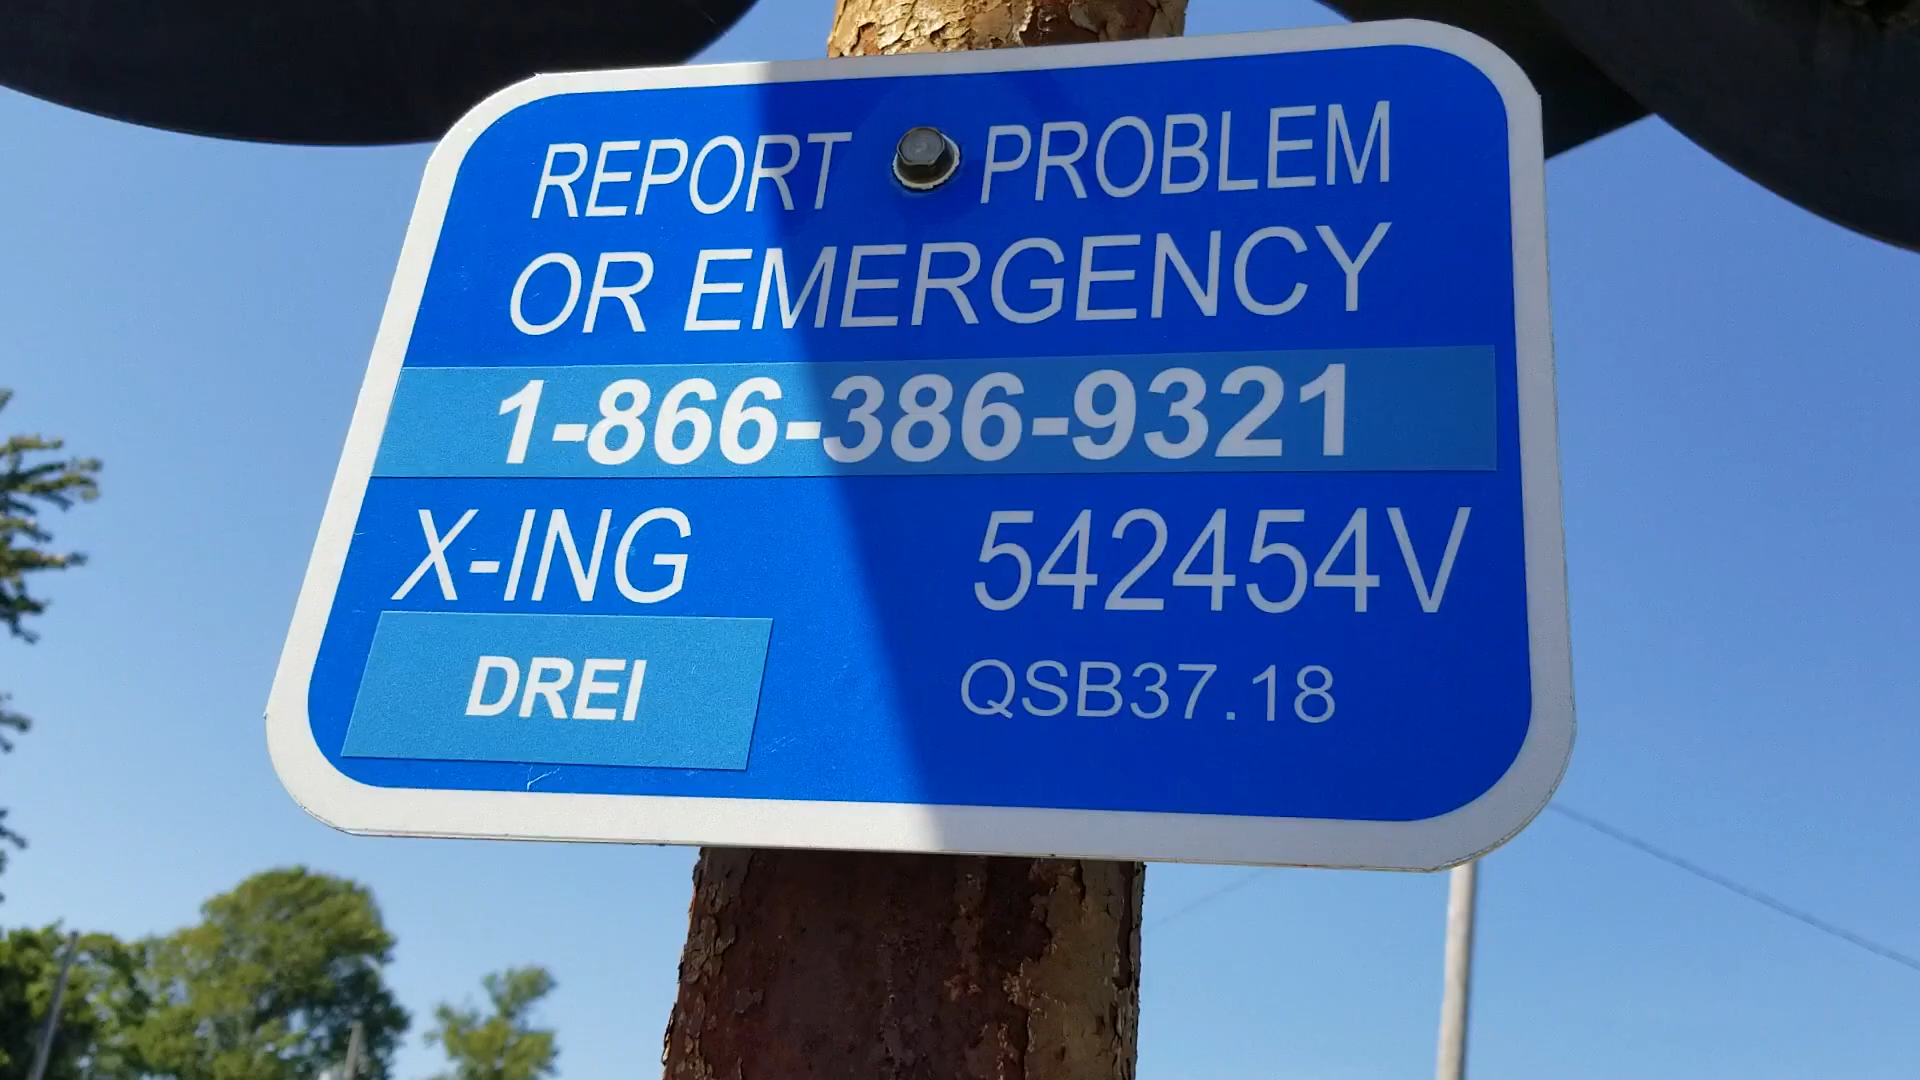 REPORT PROBLEM
OR EMERGENCY
1-866-386-9321
X-ING 542454V
DREI QSB37.18